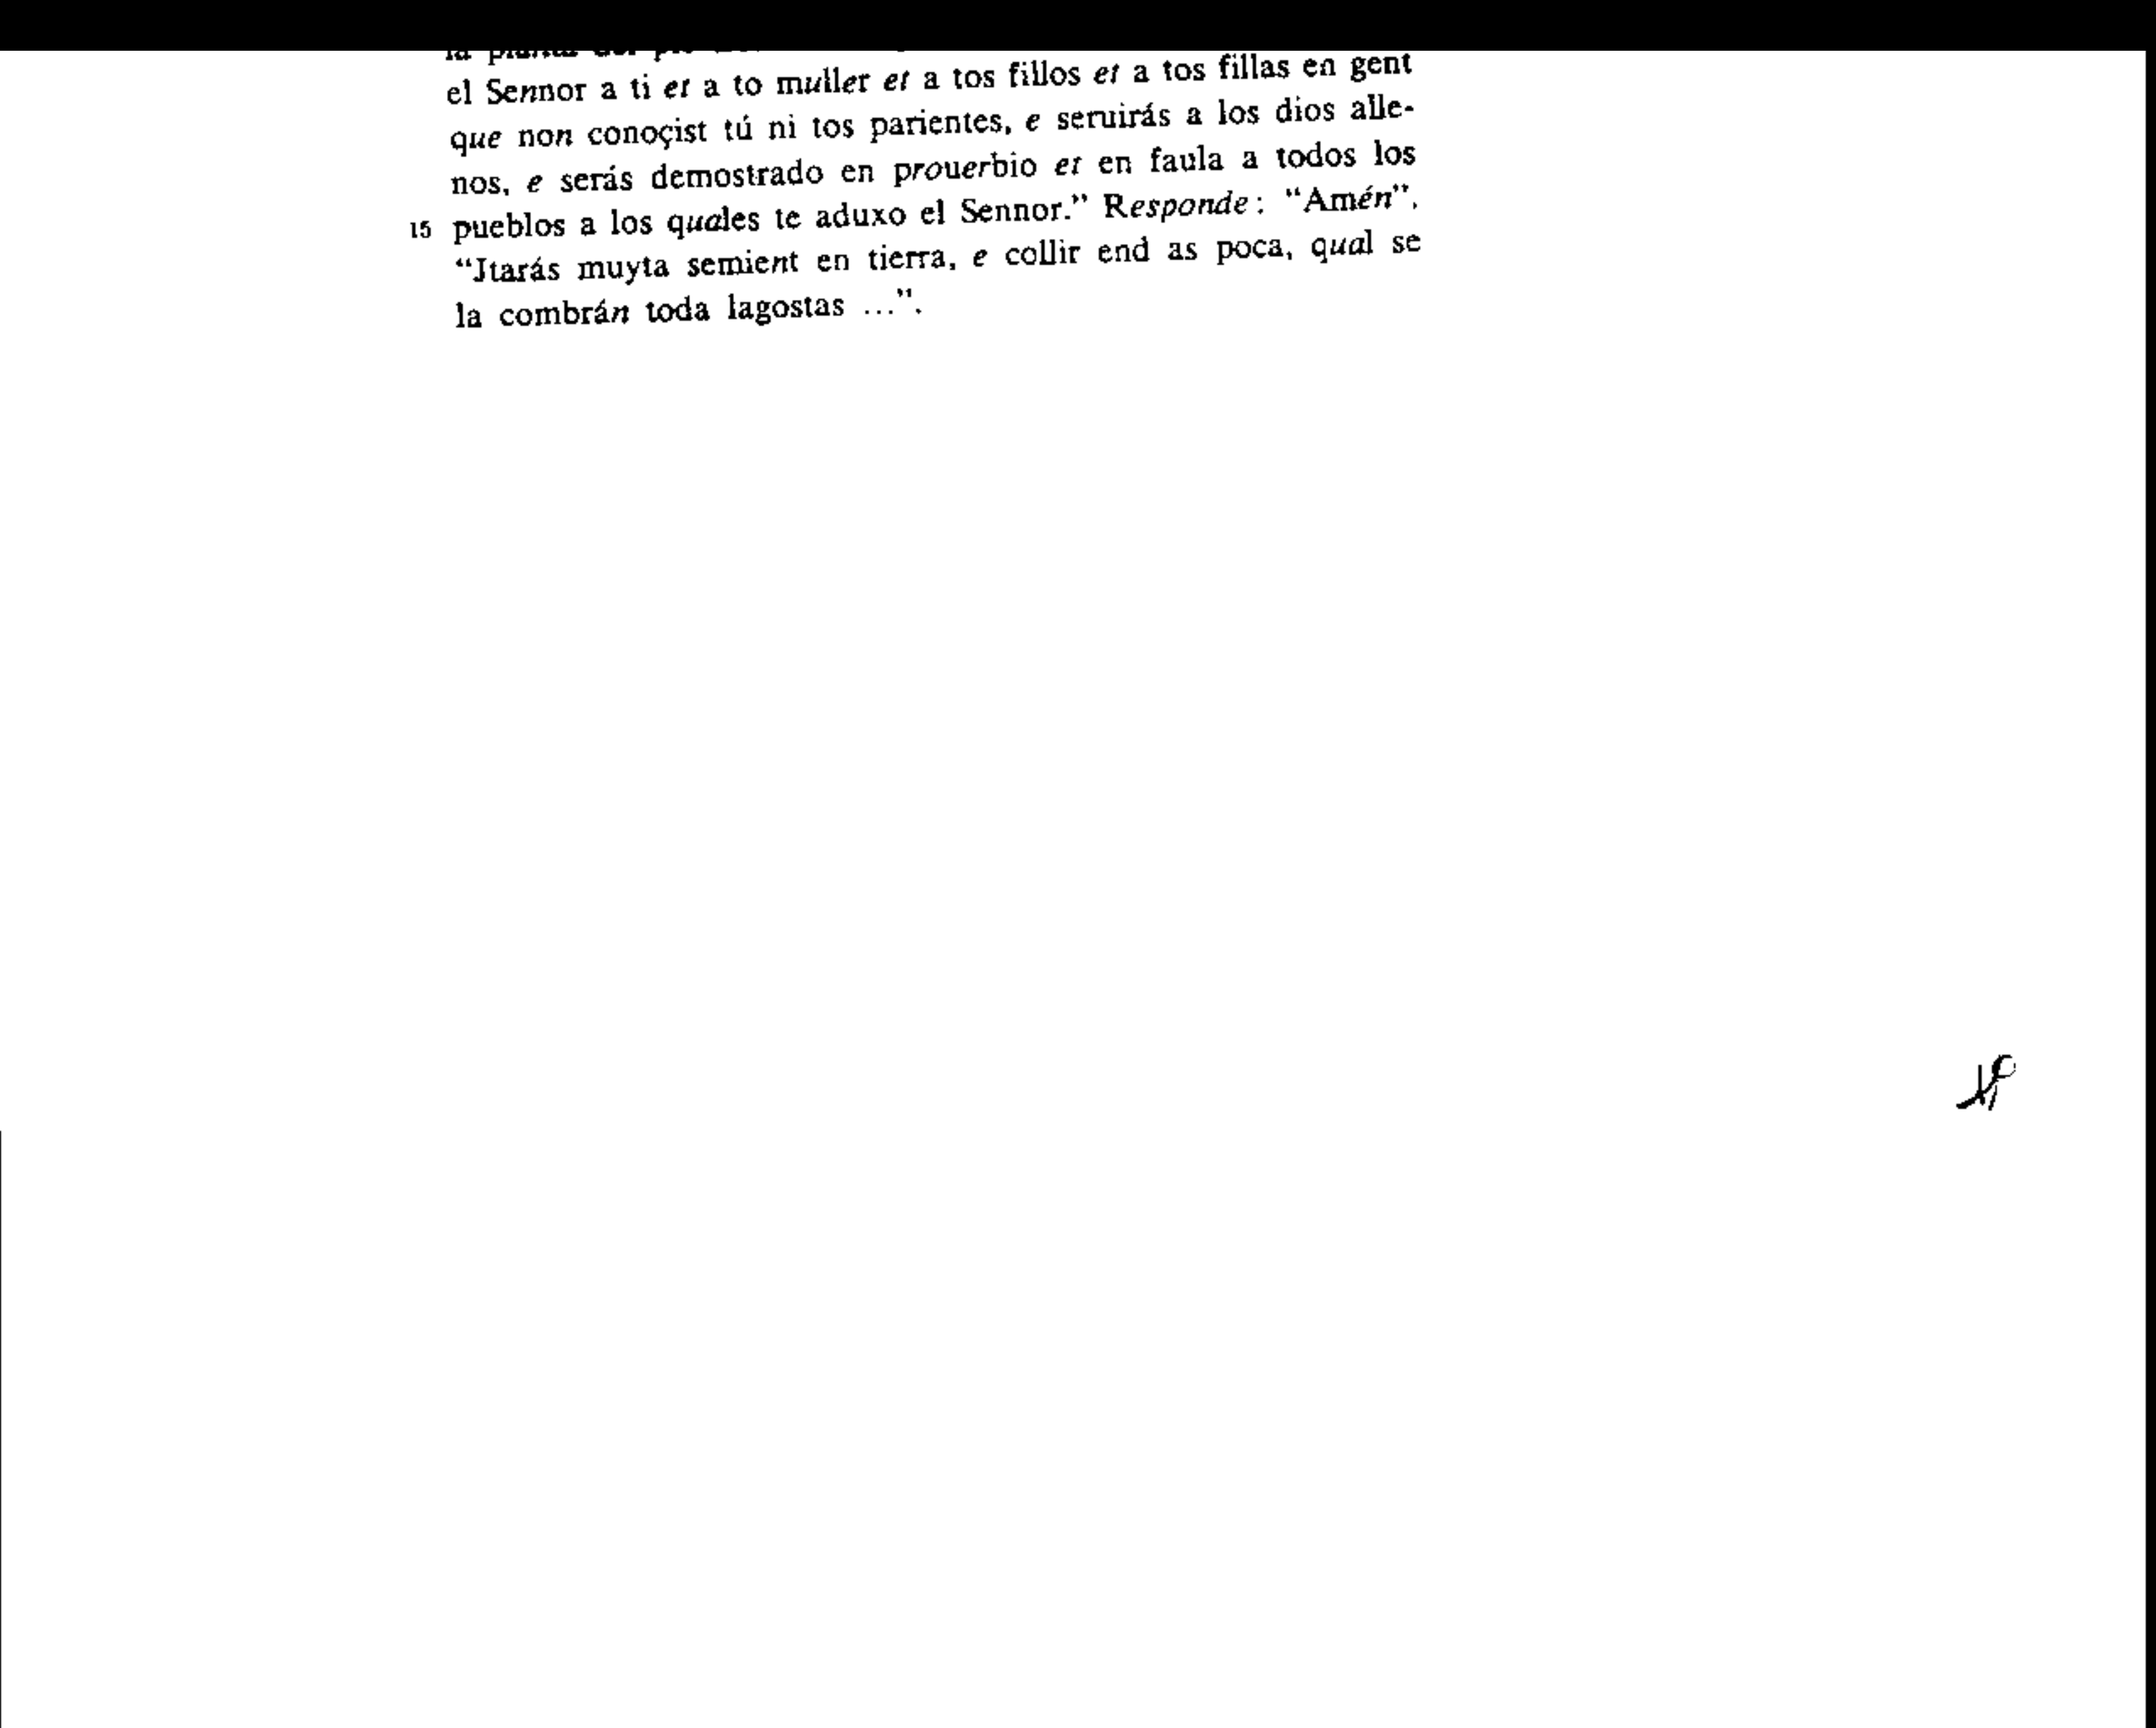 la planta del pie
el Sennor a ti et a to muller et a tos fillos et a tos fillas en gent
que non conoçist tú ni tos parientes, e seruirás a los dios alle-
nos, e serás demostrado en prouerbio et en faula a todos los
15 pueblos a los quales te aduxo el Sennor.” Responde: “Amén”.
“Jtarás muyta semient en tierra, e collir end as poca, qual se
la combrán toda lagostas ...”.